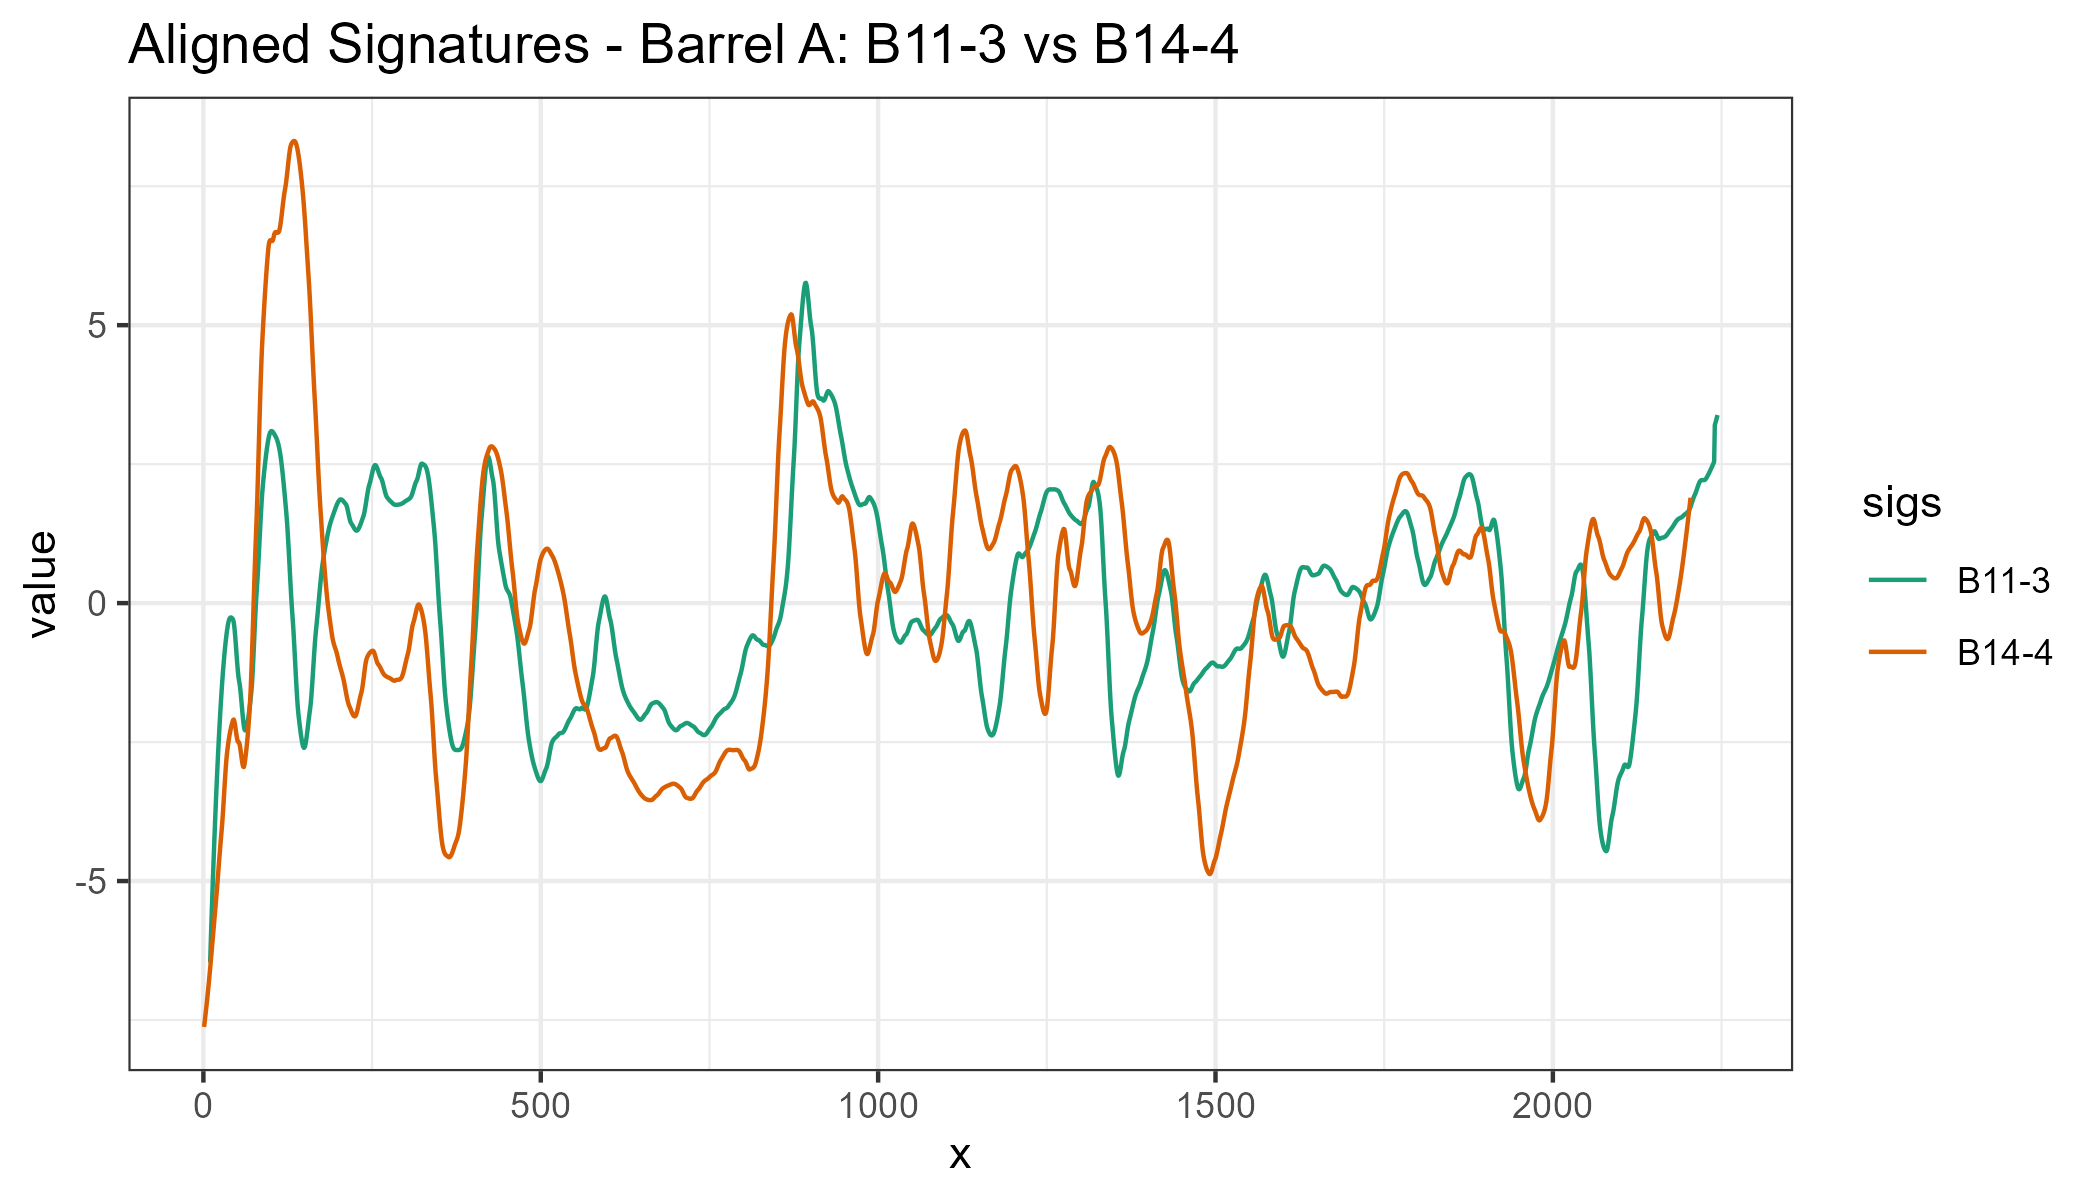 Aligned Signatures - Barrel A: B11-3 vs B14-4
value
5
0
-5
0
500
1000
1500
2000
x
sigs
B11-3
B14-4